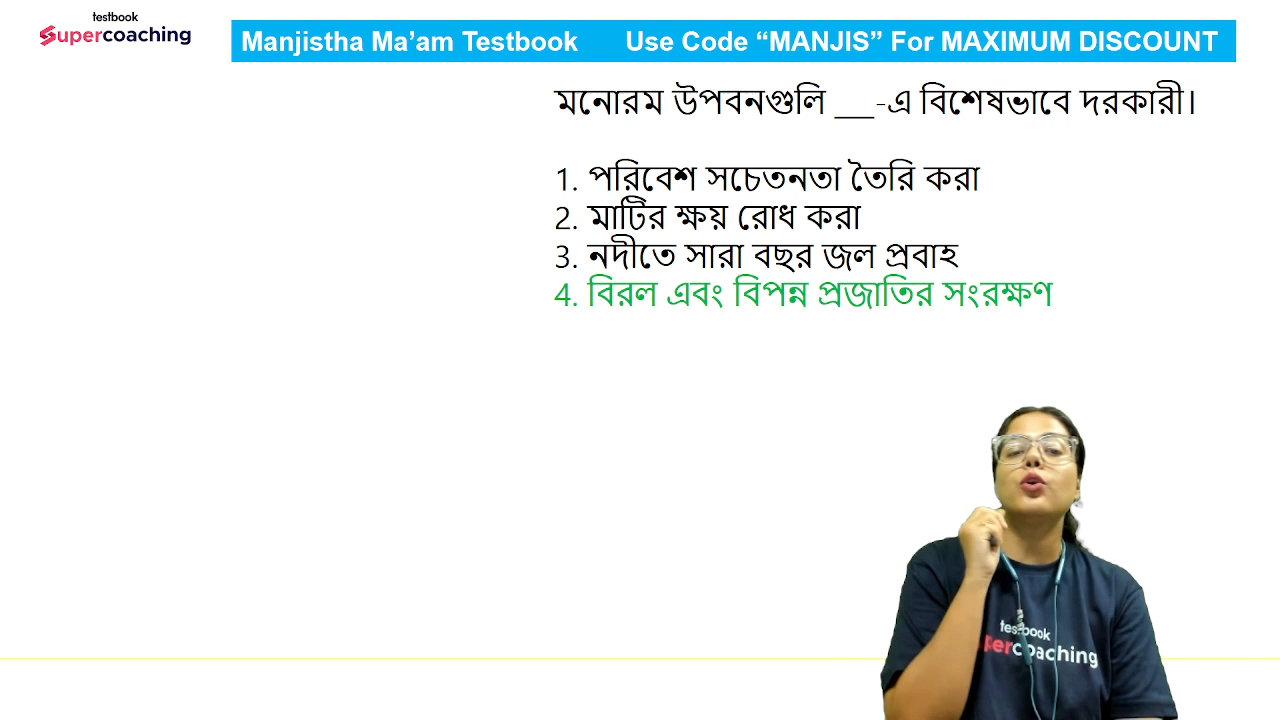 testbook
Supercoaching
Manjistha Ma’am Testbook Use Code “MANJIS” For MAXIMUM DISCOUNT
মনোরম উপবনগুলি ___-এ বিশেষভাবে দরকারী।
1. পরিবেশ সচেতনতা তৈরি করা
2. মাটির ক্ষয় রোধ করা
3. নদীতে সারা বছর জল প্রবাহ
4. বিরল এবং বিপন্ন প্রজাতির সংরক্ষণ
testbook
supercoaching